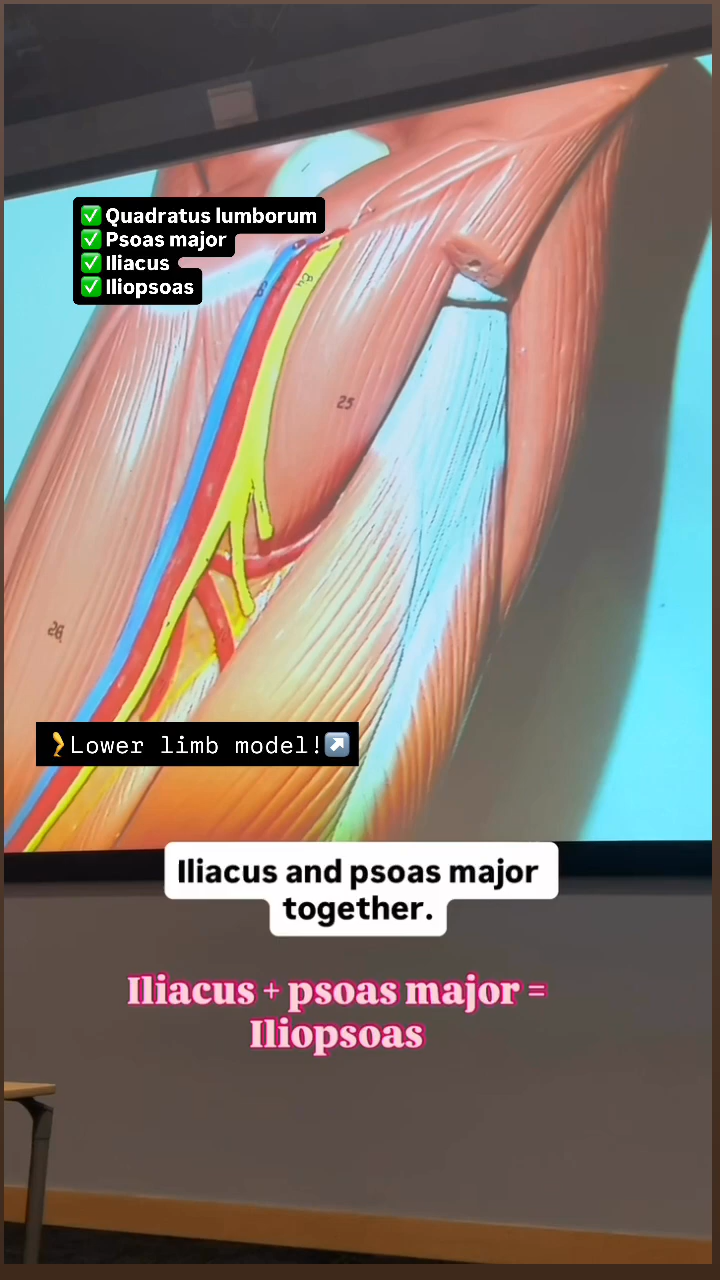 ✅ Quadratus lumborum
✅ Psoas major
✅ Iliacus
✅ Iliopsoas
25
26
Lower limb model!↗️
Iliacus and psoas major
together.
Iliacus + psoas major =
Iliopsoas